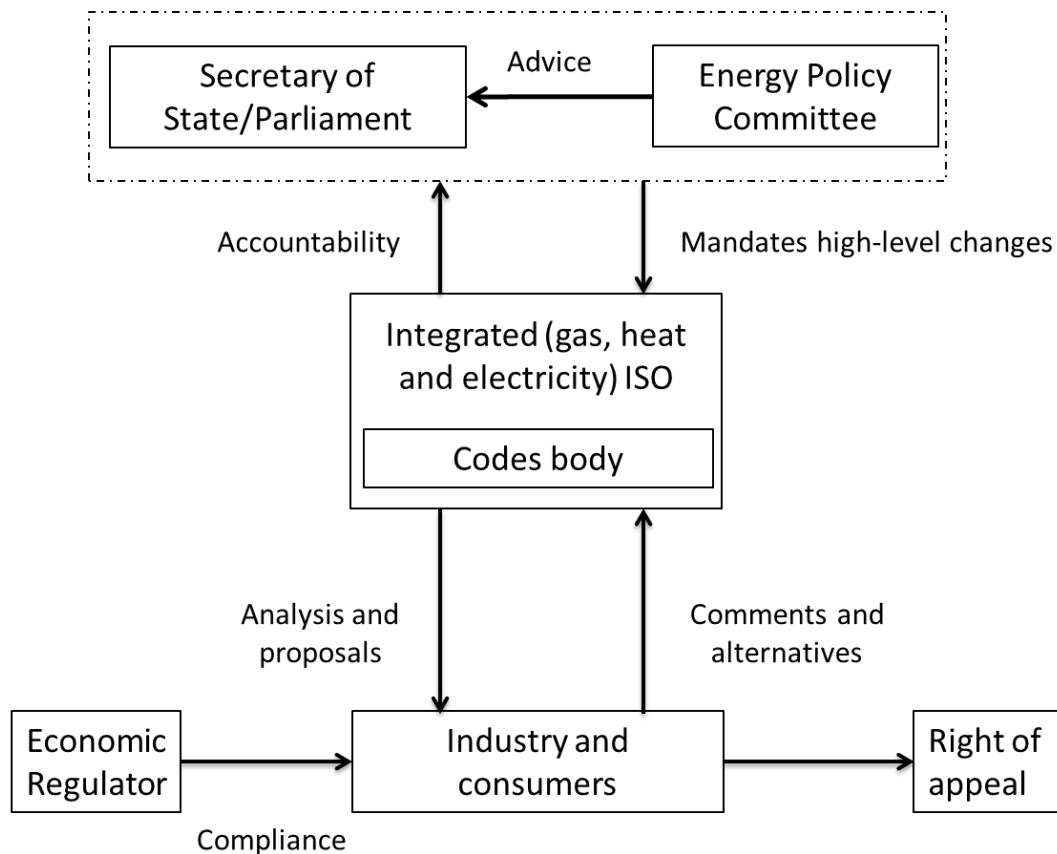 Secretary of
State/Parliament
Advice
Energy Policy
Committee
Accountability
Mandates high-level changes
Integrated (gas, heat
and electricity) ISO
Codes body
Analysis and
proposals
Comments and
alternatives
Economic
Regulator
Compliance
Industry and
consumers
Right of
appeal